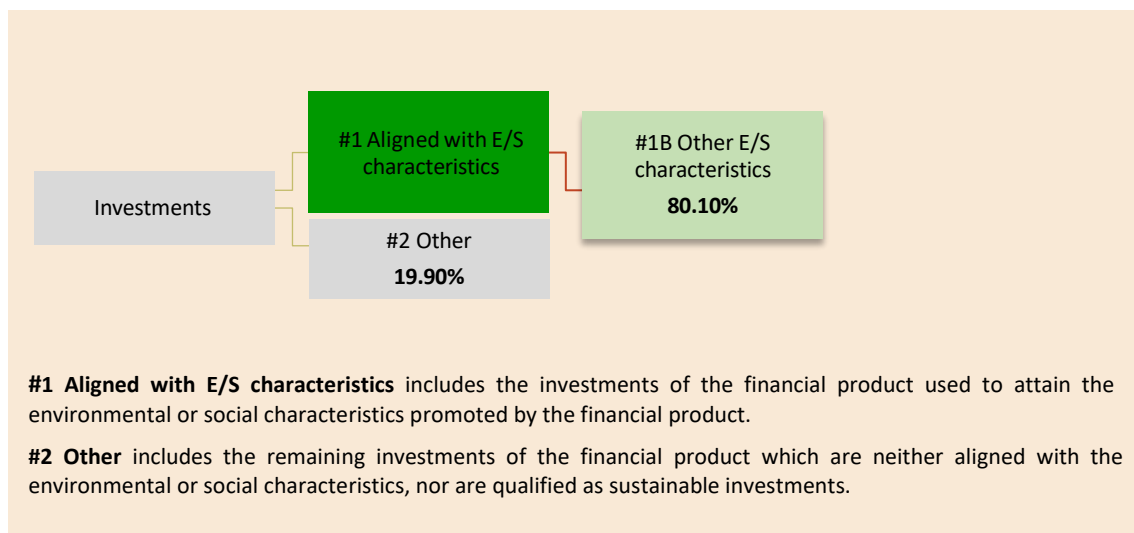 #1 Aligned with E/S
characteristics
#1B Other E/S
characteristics
80.10%
Investments
#2 Other
19.90%
#1 Aligned with E/S characteristics includes the investments of the financial product used to attain the
environmental or social characteristics promoted by the financial product.
#2 Other includes the remaining investments of the financial product which are neither aligned with the
environmental or social characteristics, nor are qualified as sustainable investments.